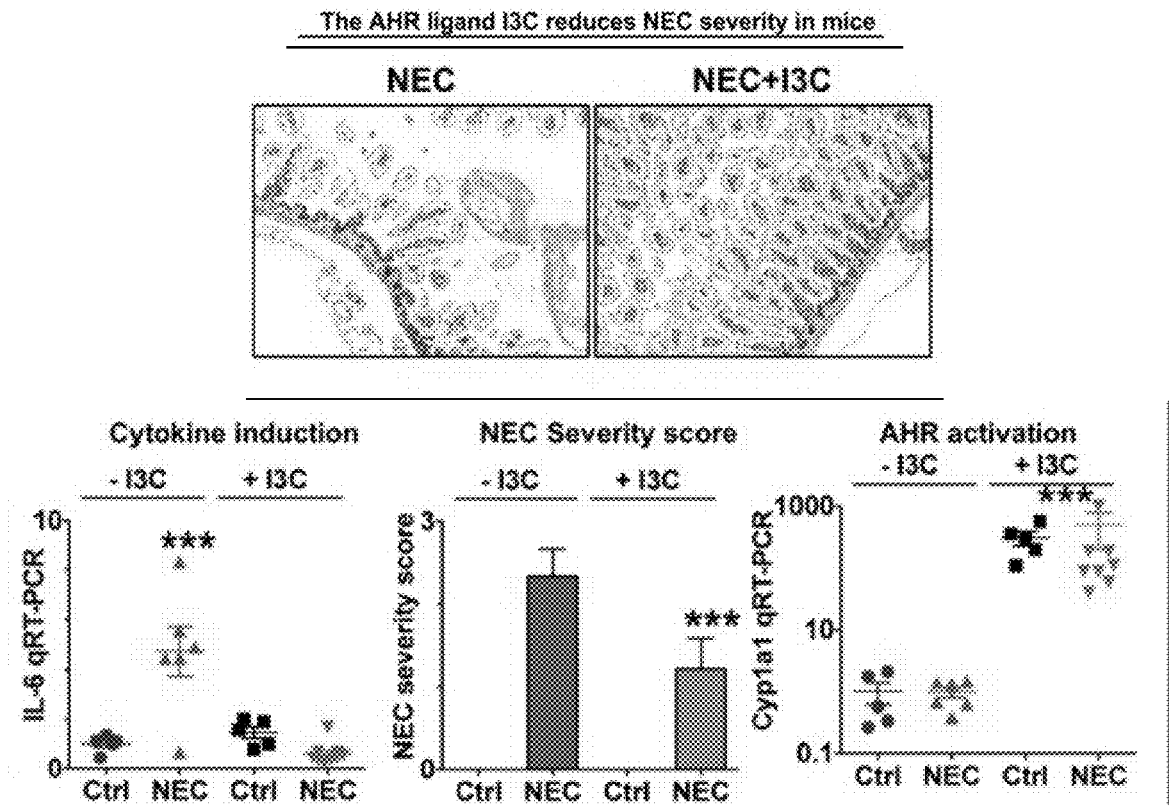 The AHR ligand I3C reduces NEC severity in mice
NEC NEC+I3C
Cytokine induction
- I3C + I3C
10
***
IL-6 qRT-PCR
0
Ctrl NEC Ctrl NEC
NEC Severity score
- I3C + I3C
3
***
NEC severity score
0
Ctrl NEC Ctrl NEC
AHR activation
- I3C + I3C
***
1000
Cyp1a1 qRT-PCR
10
0.1
Ctrl NEC Ctrl NEC